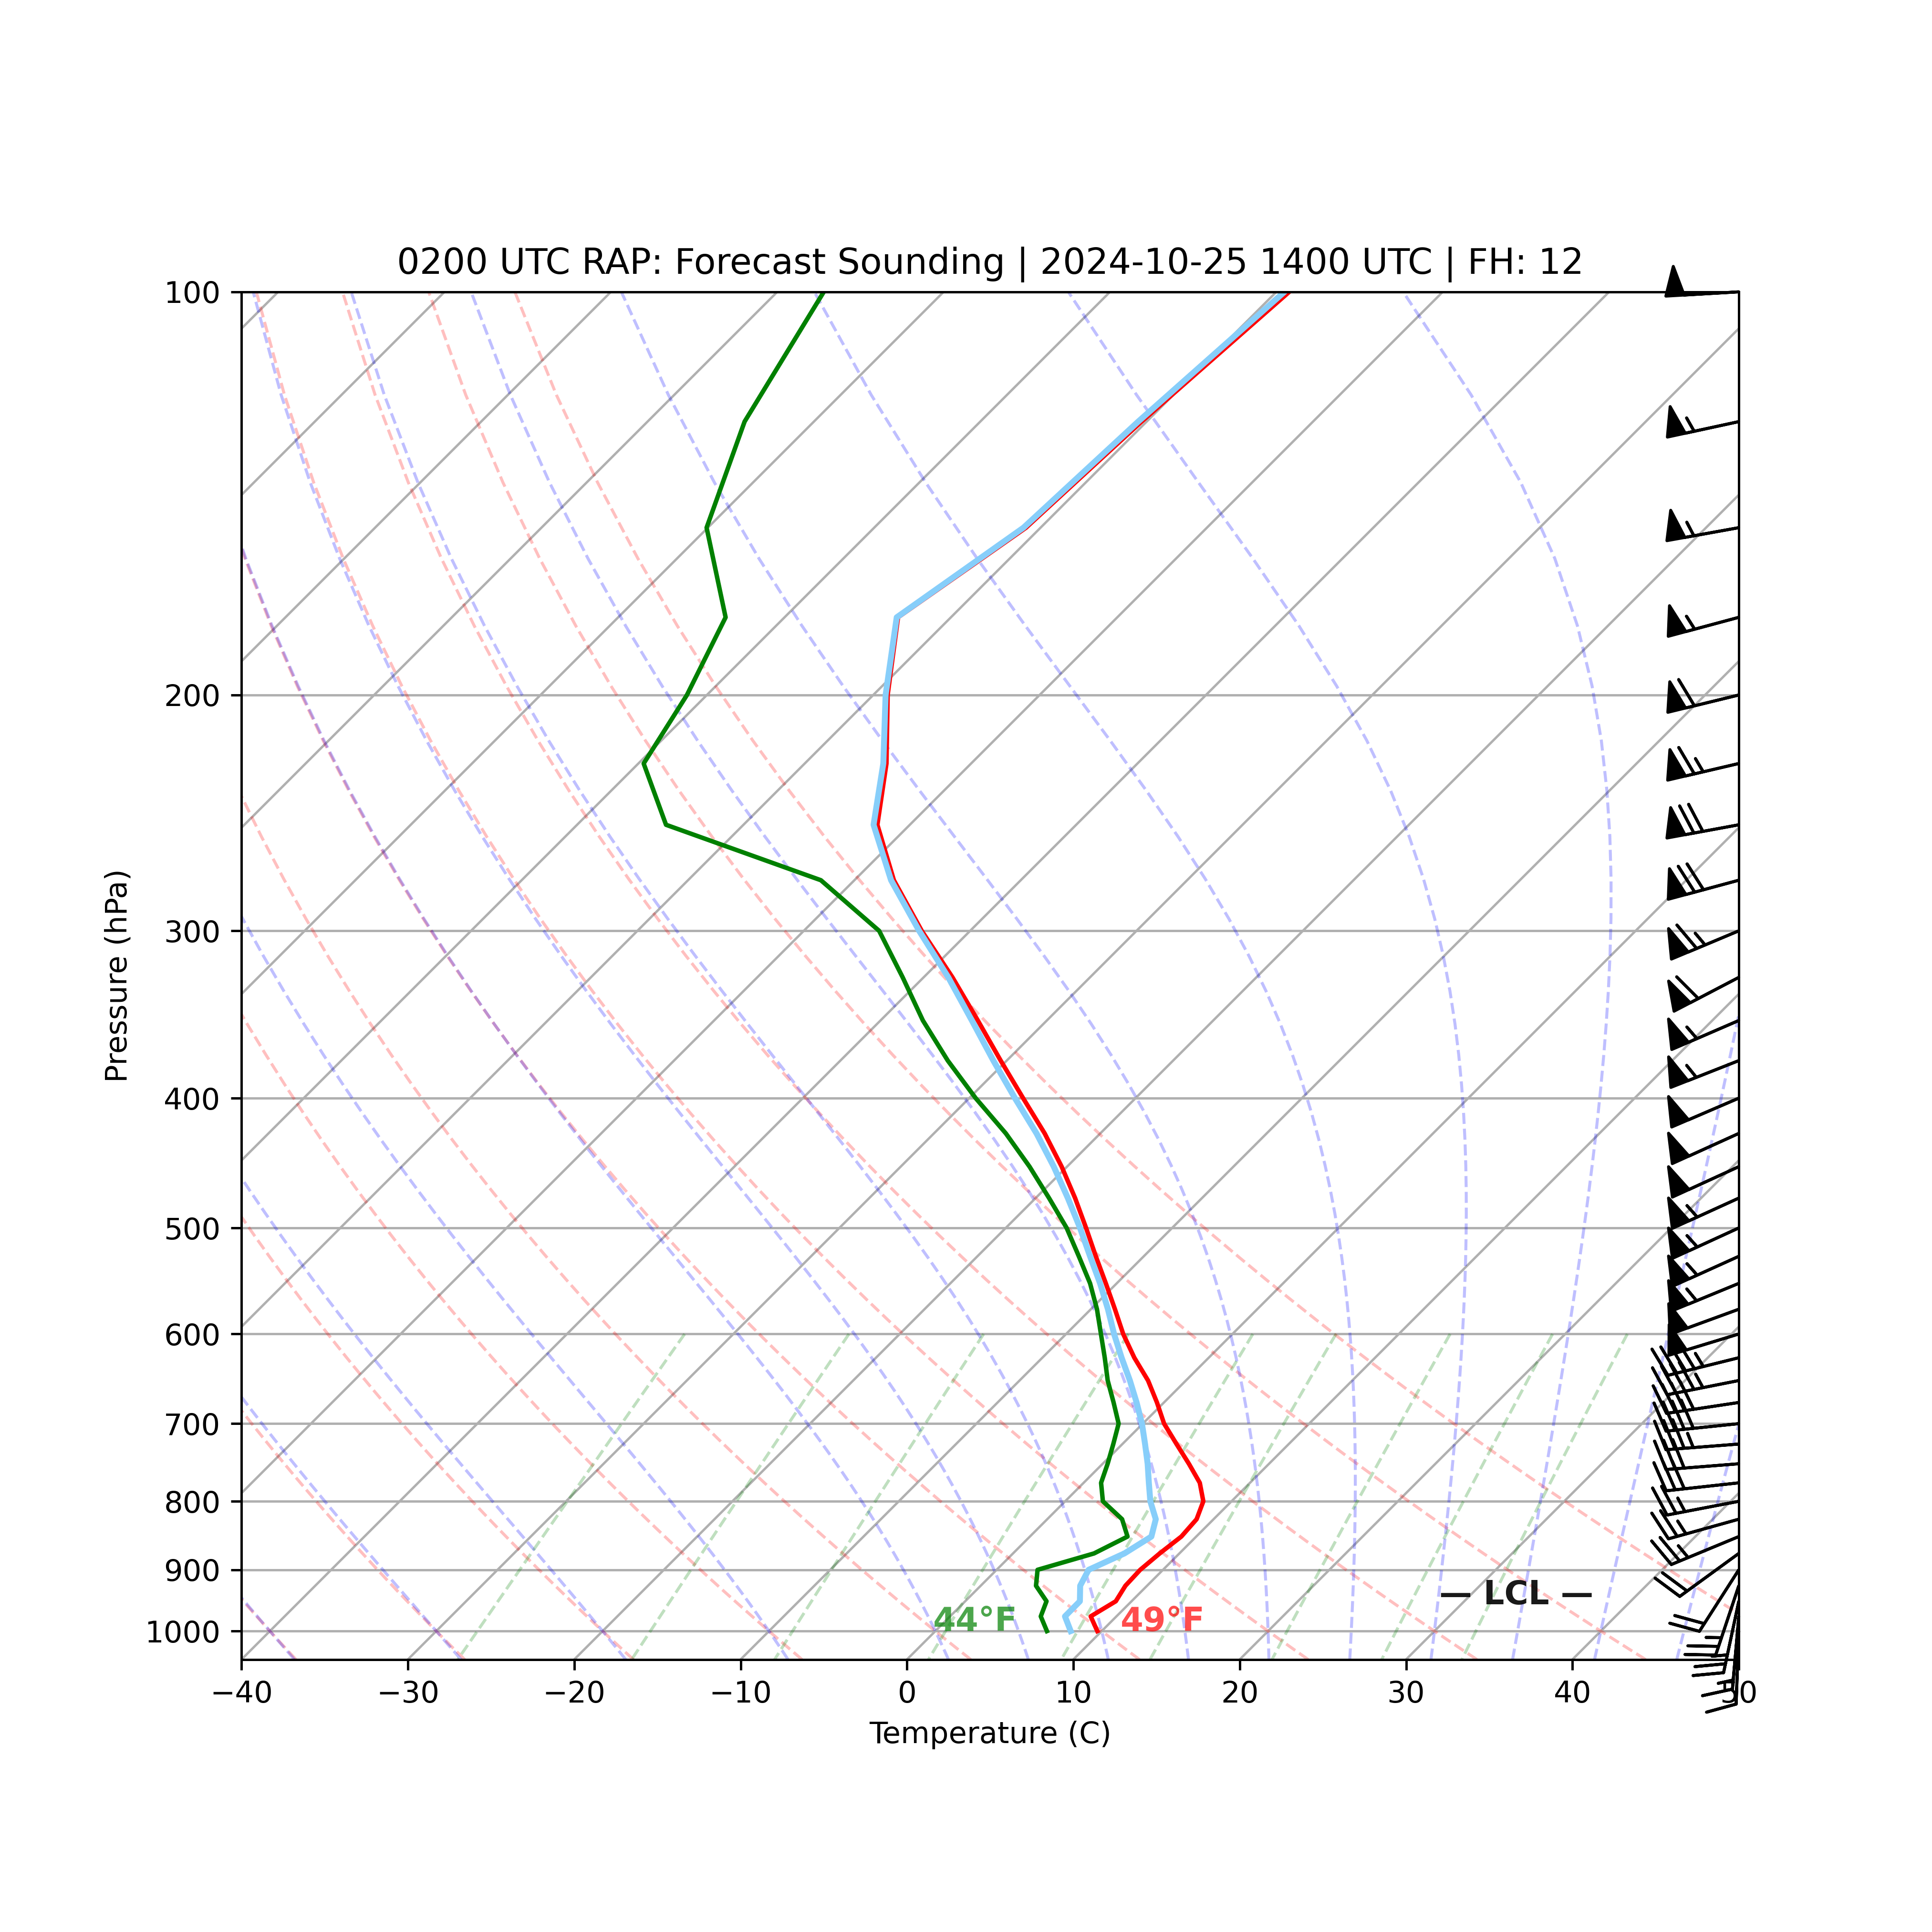 0200 UTC RAP: Forecast Sounding | 2024-10-25 1400 UTC | FH: 12
100
200
300
400
500
600
700
800
900
1000
Pressure (hPa)
— LCL —
44°F 49°F
−40 −30 −20 −10 0 10 20 30 40 50
Temperature (C)